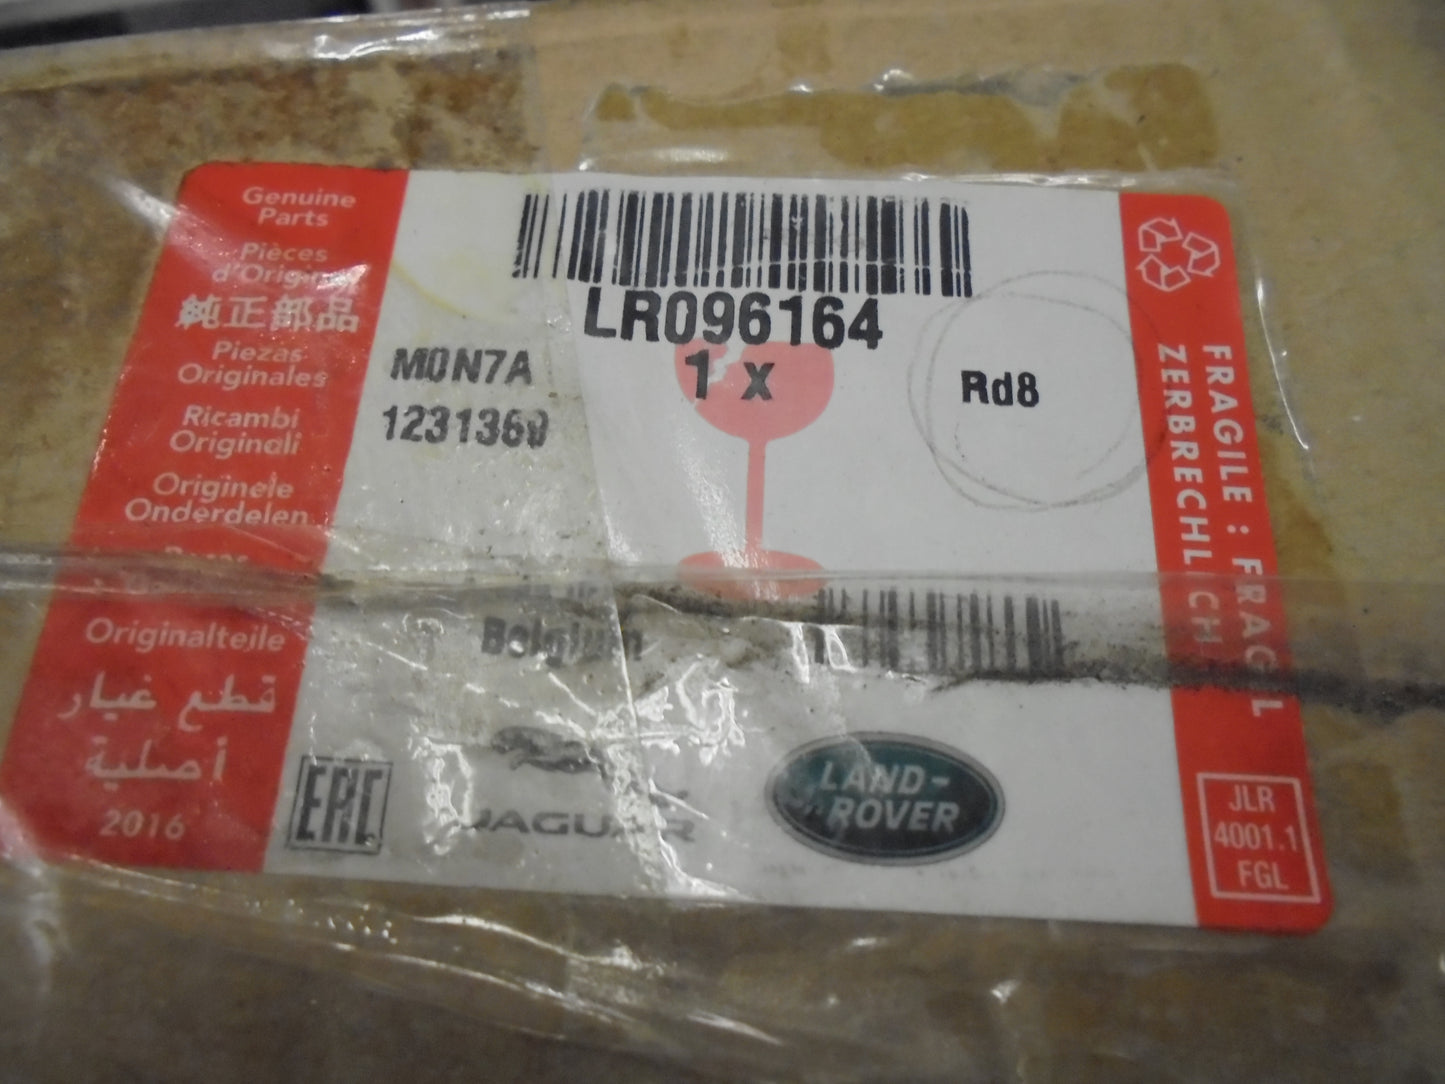 Genuine
Parts
Pièces
d'Origine
純正部品
Piezas
Originales
Ricambi
Originali
Originele
Onderdelen
Originalteile
قطع غيار
أصلية
2016
LR096164
1 x
M0N7A
Rd8
Belgium
EAC
JAGUAR
LAND-
ROVER
FRAGILE : FRAGIL
ZERBRECHLICH
JLR
4001.1
FGL